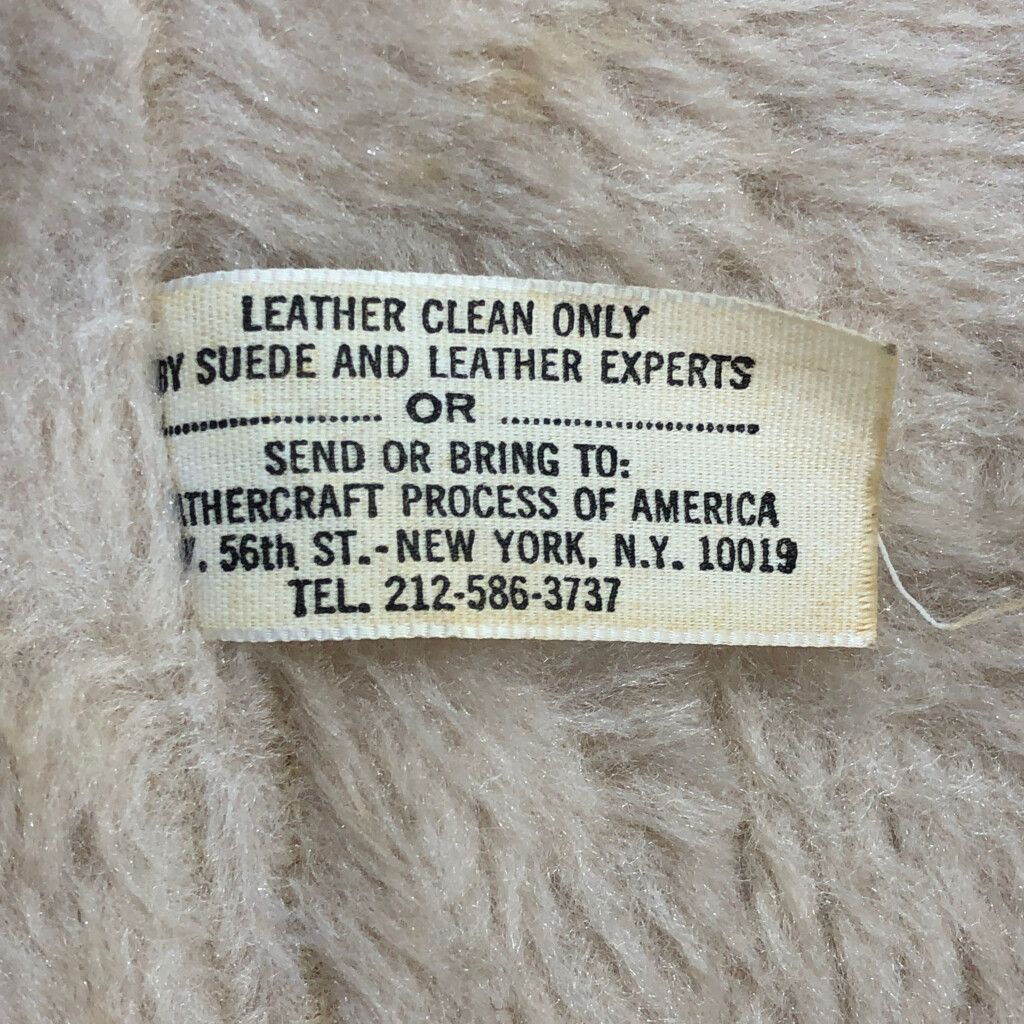 LEATHER CLEAN ONLY
BY SUEDE AND LEATHER EXPERTS
OR
SEND OR BRING TO:
PROCESS OF AMERICA
56th ST.-NEW YORK, N.Y. 10019
TEL. 212-586-3737